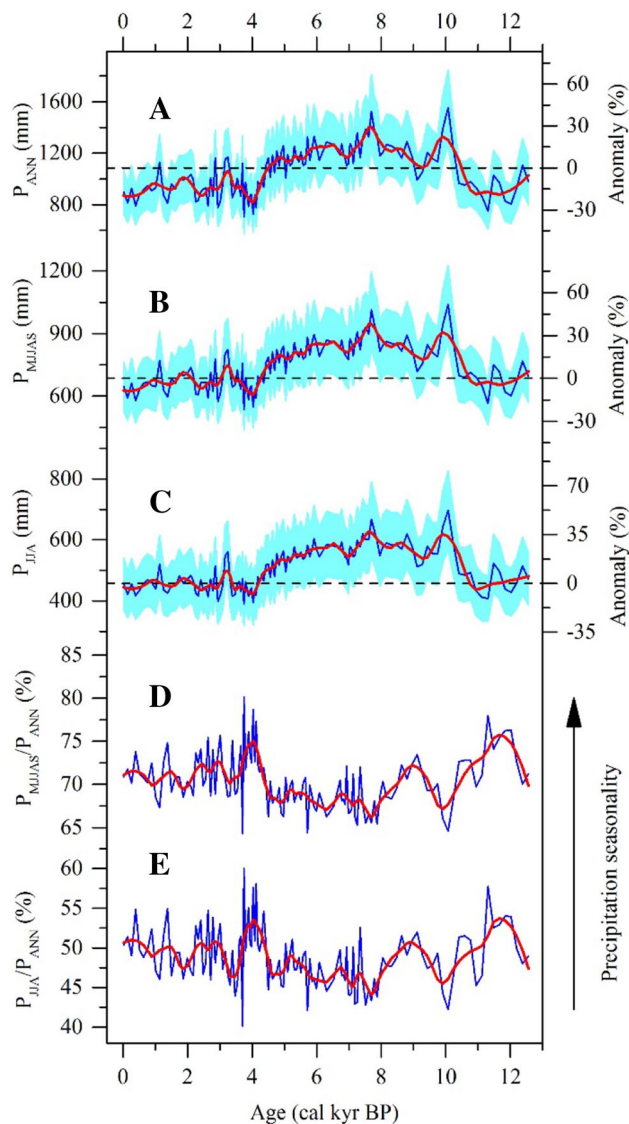 0 2 4 6 8 10 12
A
P_ANN (mm)
1600
1200
800
Anomaly (%)
60
30
0
-30
B
P_MJJAS (mm)
1200
900
600
Anomaly (%)
60
30
0
-30
C
P_JJA (mm)
800
600
400
Anomaly (%)
70
35
0
-35
D
P_MJJAS/P_ANN (%)
85
80
75
70
65
E
P_JJA/P_ANN (%)
60
55
50
45
40
Precipitation seasonality
0 2 4 6 8 10 12
Age (cal kyr BP)